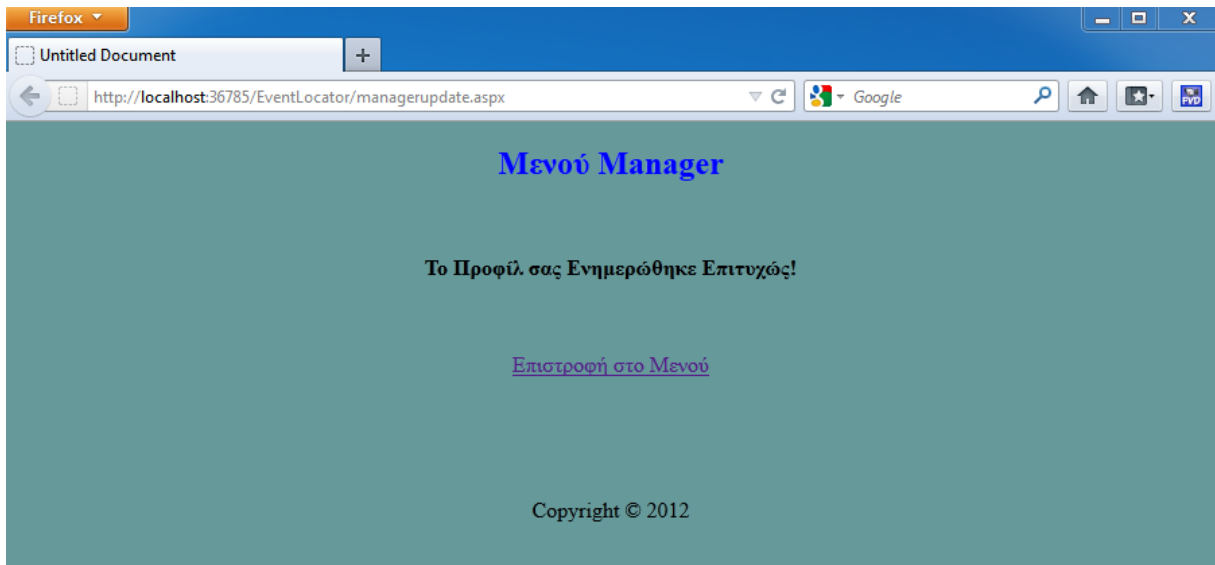 Firefox
Untitled Document
http://localhost:36785/EventLocator/managerupdate.aspx
Google
PVD
Μενού Manager
Το Προφίλ σας Ενημερώθηκε Επιτυχώς!
Επιστροφή στο Μενού
Copyright © 2012